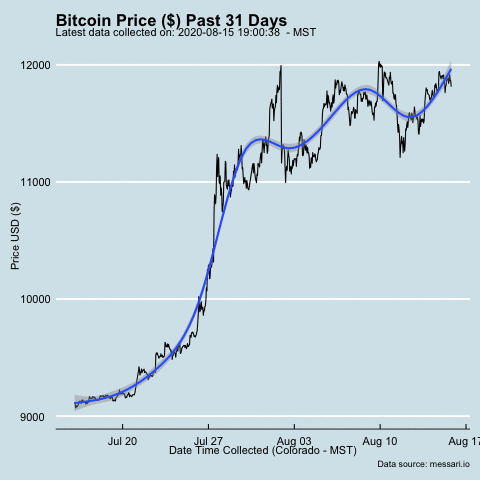 Bitcoin Price ($) Past 31 Days
Latest data collected on: 2020-08-15 19:00:38  - MST
12000
11000
10000
9000
Price USD ($)
Jul 20
Jul 27
Aug 03
Aug 10
Aug 17
Date Time Collected (Colorado - MST)
Data source: messari.io